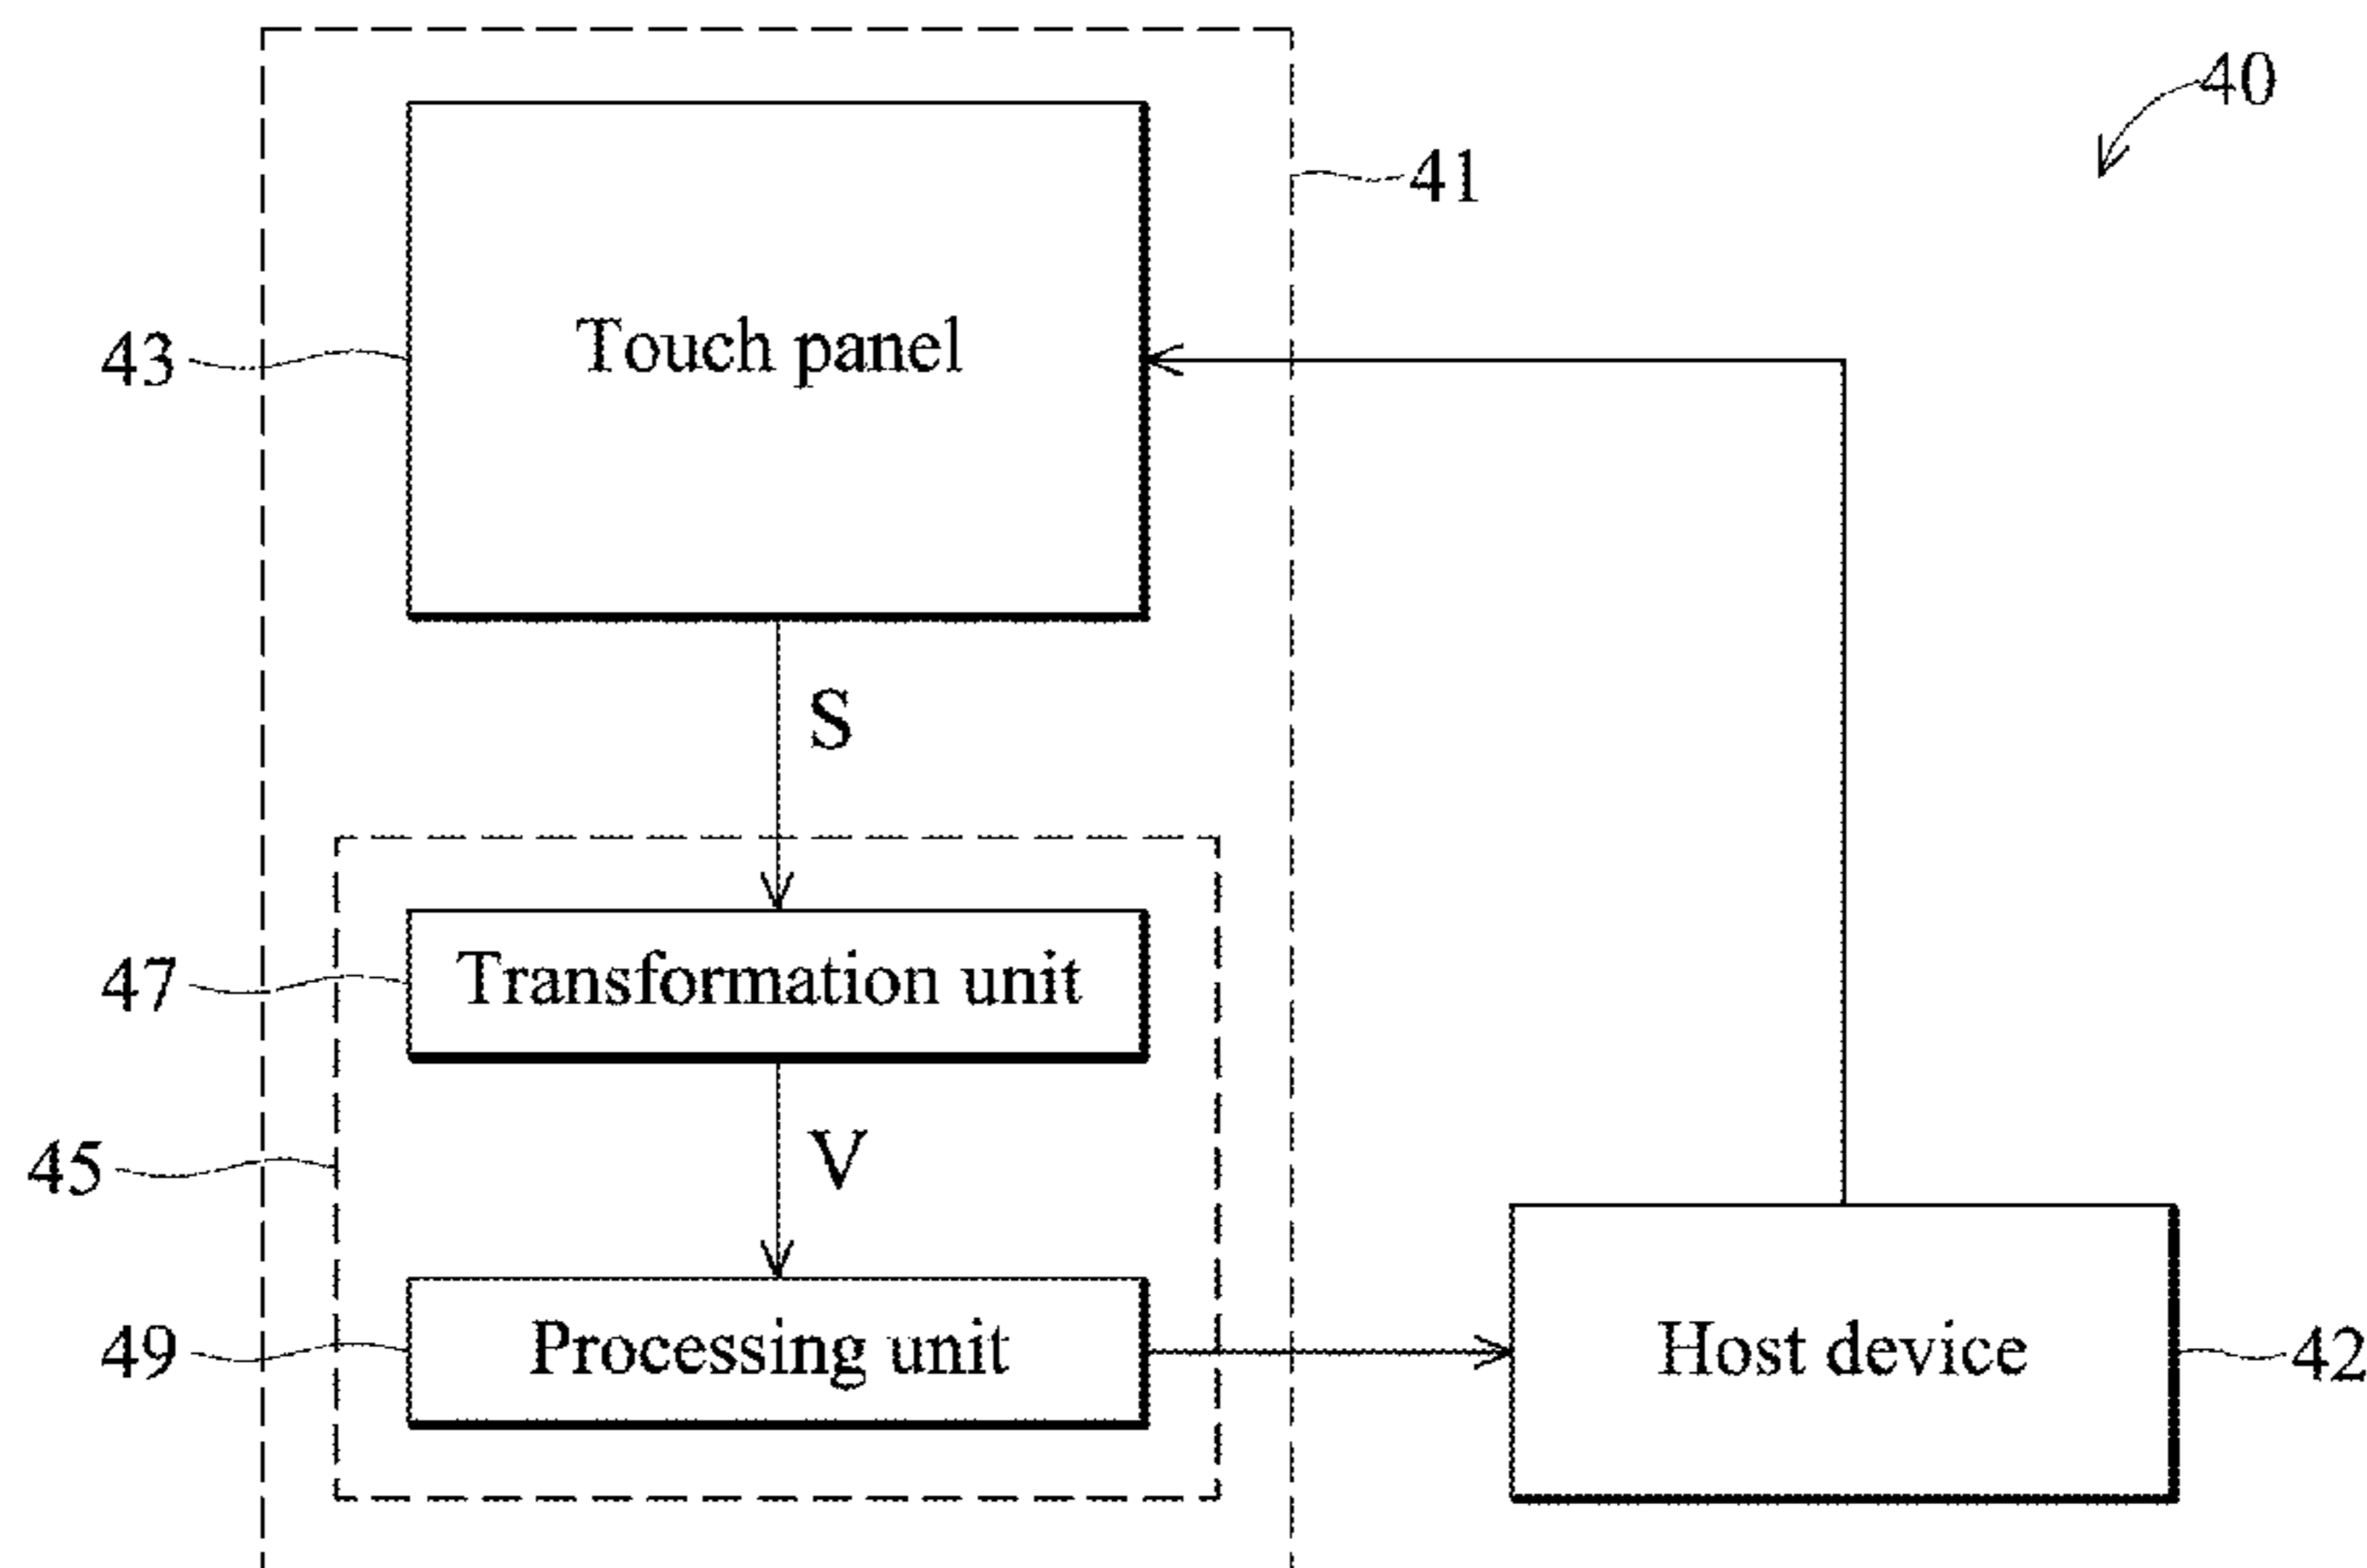 40
41
Touch panel
43
S
47
Transformation unit
V
45
49
Processing unit
Host device
42